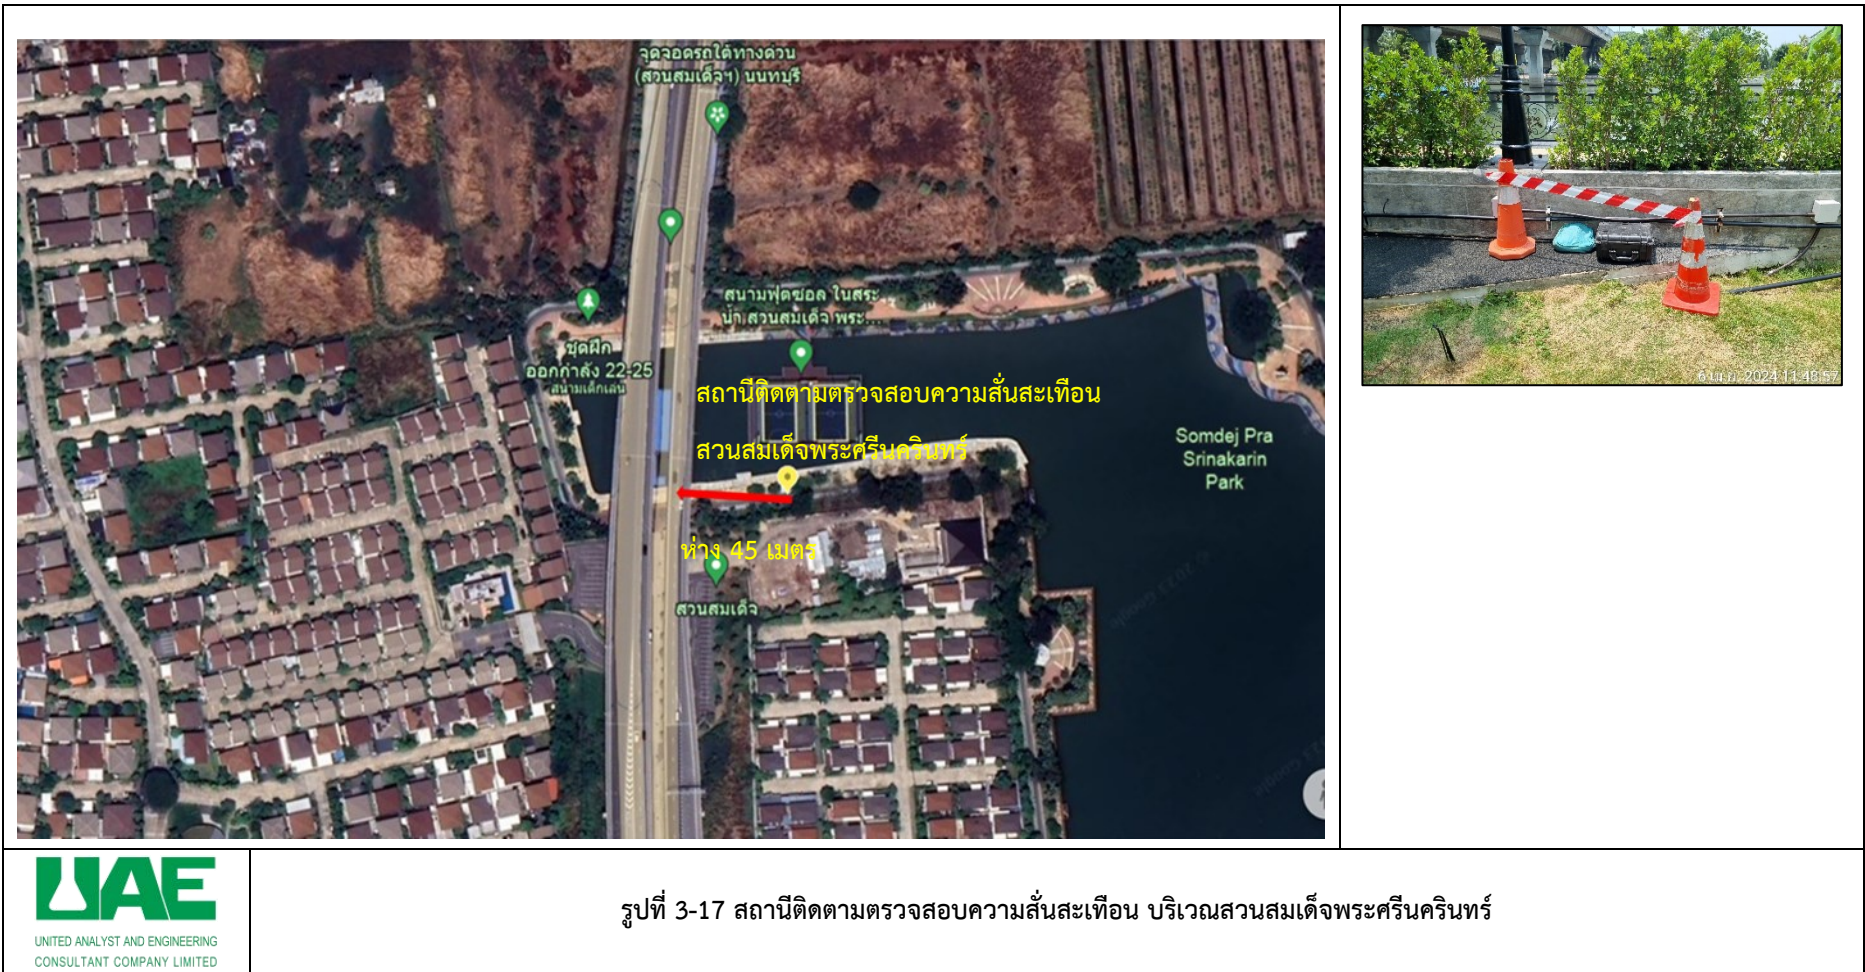 จุดจอดรถใต้ทางด่วน
(สวนสมเด็จฯ) นนทบุรี
สนามฟุตซอล ในสระ
น้ำ สวนสมเด็จ พระ...
ชุดฝึก
ออกกำลัง 22-25
สนามเด็กเล่น
สถานีติดตามตรวจสอบความสั่นสะเทือน
สวนสมเด็จพระศรีนครินทร์
Somdej Pra
Srinakarin
Park
ห่าง 45 เมตร
สวนสมเด็จ
© 2023 Google
Google
6 เม.ย. 2024 11:48:57
UAE
UNITED ANALYST AND ENGINEERING
CONSULTANT COMPANY LIMITED
รูปที่ 3-17 สถานีติดตามตรวจสอบความสั่นสะเทือน บริเวณสวนสมเด็จพระศรีนครินทร์